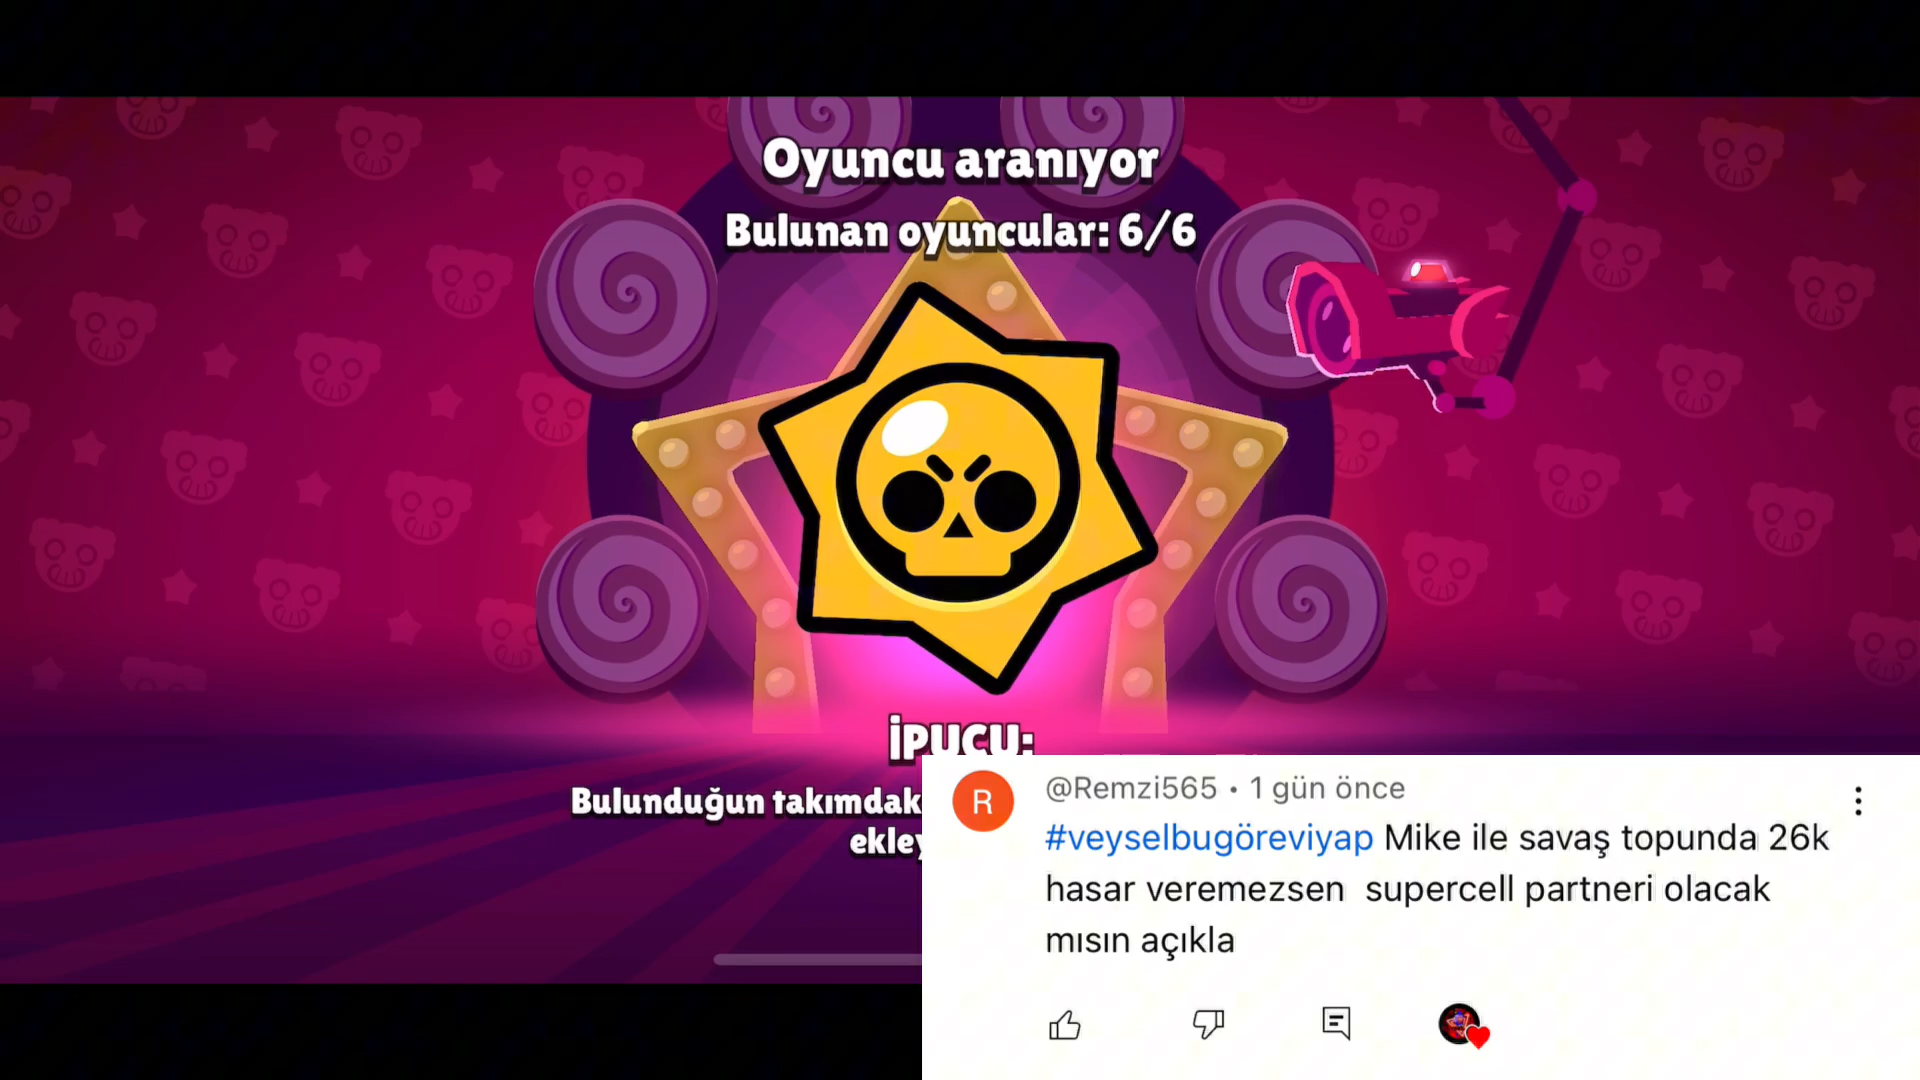 Oyuncu aranıyor
Bulunan oyuncular: 6/6
İPUCU:
Bulunduğun takımdak
ekley
R
@Remzi565 • 1 gün önce
#veyselbugöreviyap Mike ile savaş topunda 26k
hasar veremezsen supercell partneri olacak
mısın açıkla